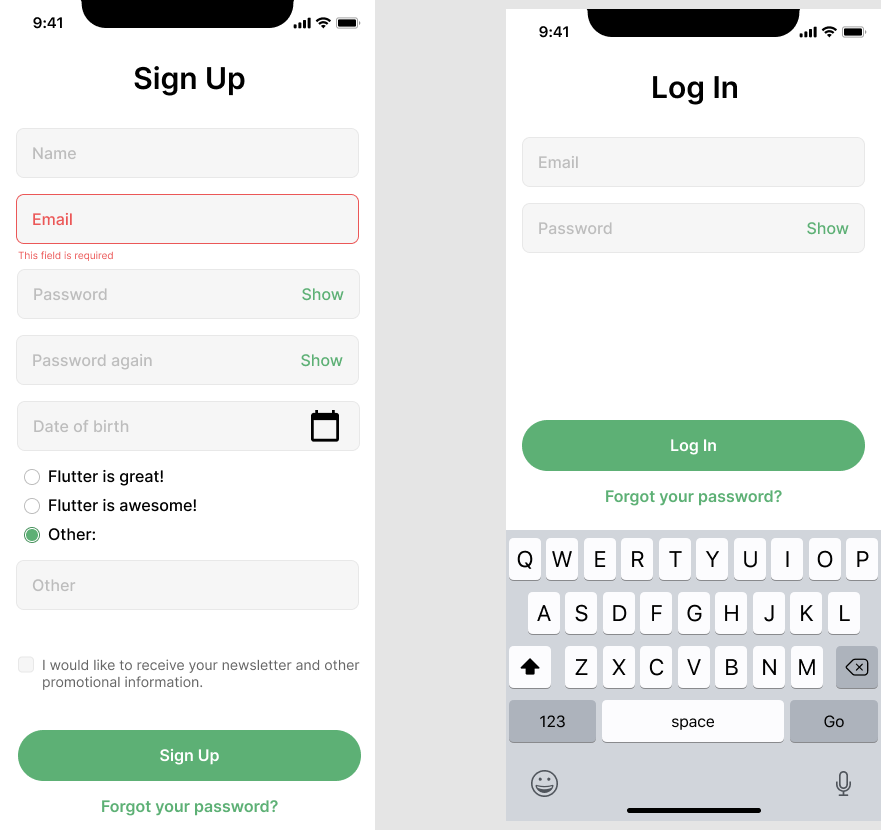 9:41
Sign Up
Name
Email
This field is required
Password Show
Password again Show
Date of birth
Flutter is great!
Flutter is awesome!
Other:
Other
I would like to receive your newsletter and other
promotional information.
Sign Up
Forgot your password?
9:41
Log In
Email
Password Show
Log In
Forgot your password?
Q W E R T Y U I O P
A S D F G H J K L
Z X C V B N M
123 space Go